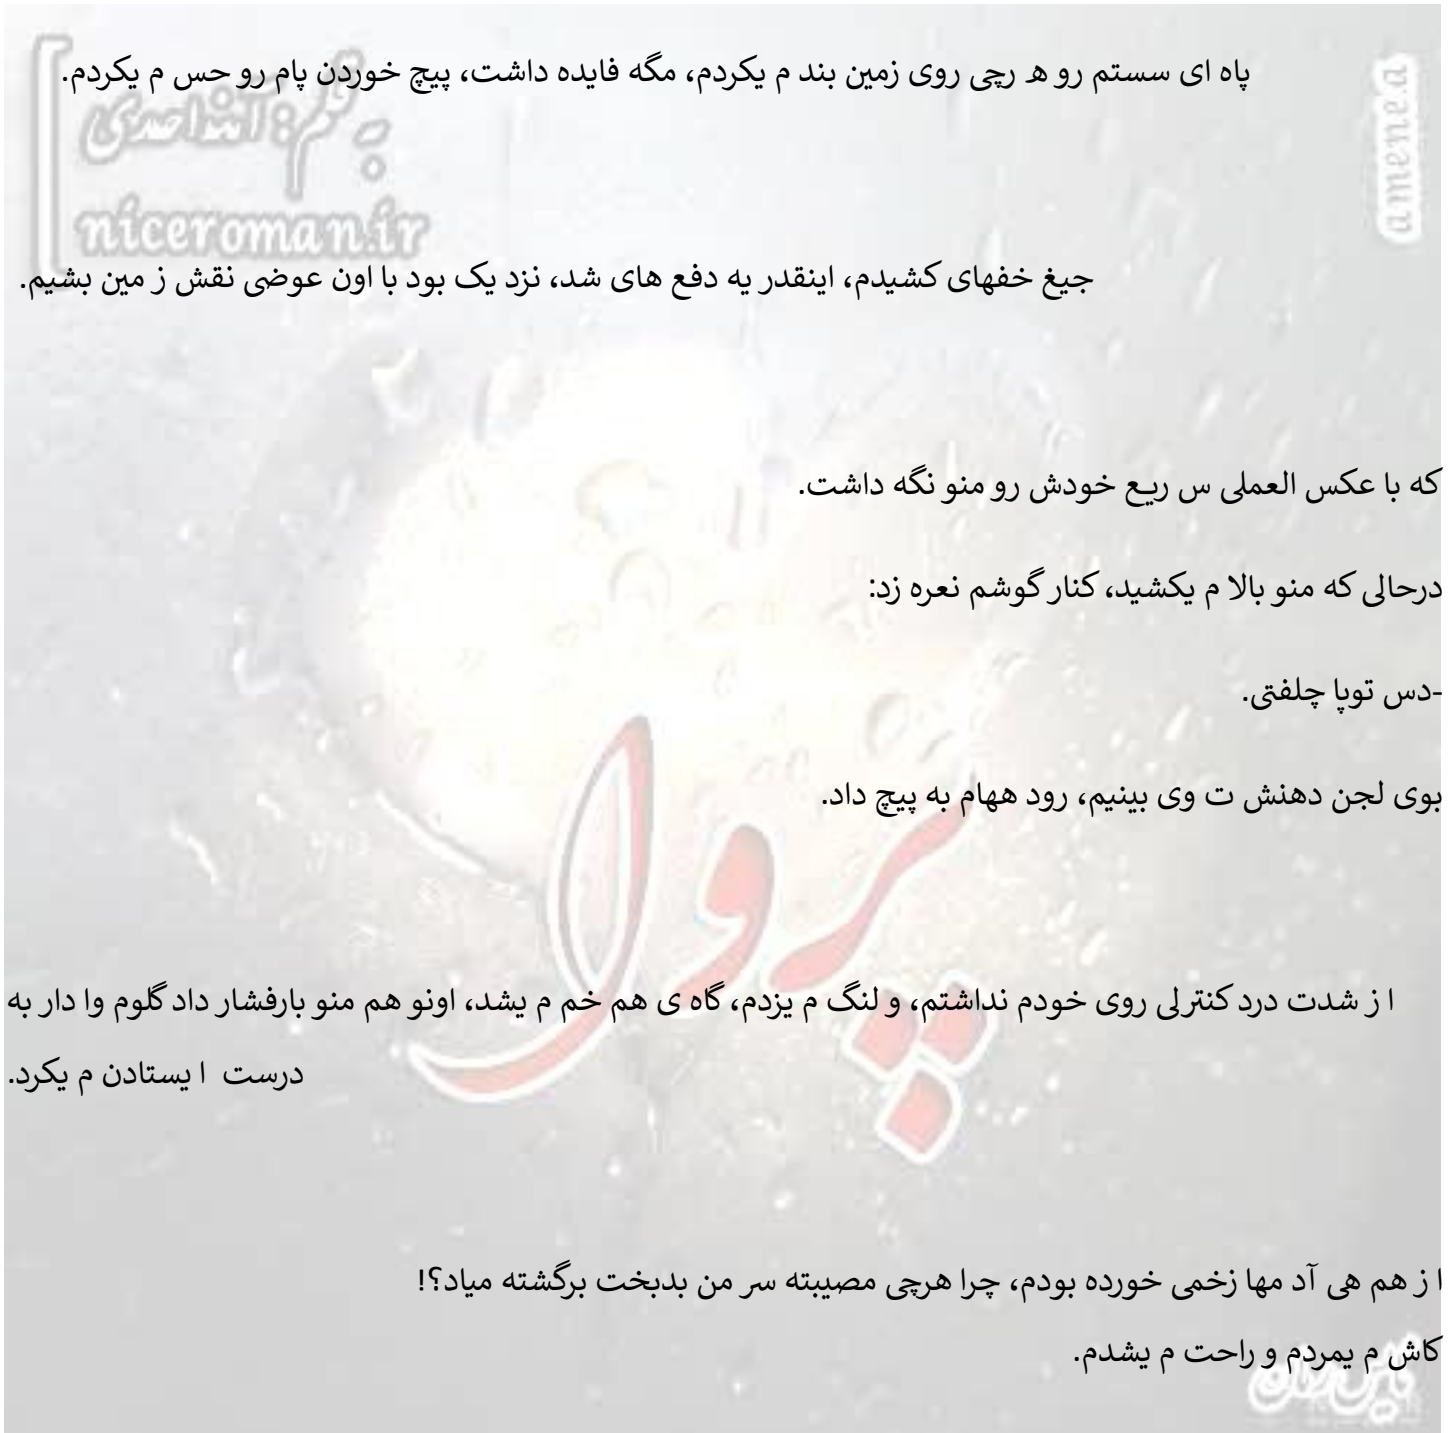 پاه ای سستم رو ه رچی روی زمین بند م یکردم، مگه فایده داشت، پیچ خوردن پام رو حس م یکردم.
به قلم: آینداحمدی
amene.a
niceroman.ir
جیغ خفهای کشیدم، اینقدر یه دفع های شد، نزد یک بود با اون عوضی نقش ز مین بشیم.
که با عکس العملی س ریع خودش رو منو نگه داشت.
درحالی که منو بالا م یکشید، کنار گوشم نعره زد:
-دس توپا چلفتی.
بوی لجن دهنش ت وی بینیم، رود ههام به پیچ داد.
پروا
ا ز شدت درد کنترلی روی خودم نداشتم، و لنگ م یزدم، گاه ی هم خم م یشد، اونو هم منو بارفشار داد گلوم وا دار به
درست ا یستادن م یکرد.
ا ز هم هی آد مها زخمی خورده بودم، چرا هرچی مصیبته سر من بدبخت برگشته میاد؟!
کاش م یمردم و راحت م یشدم.